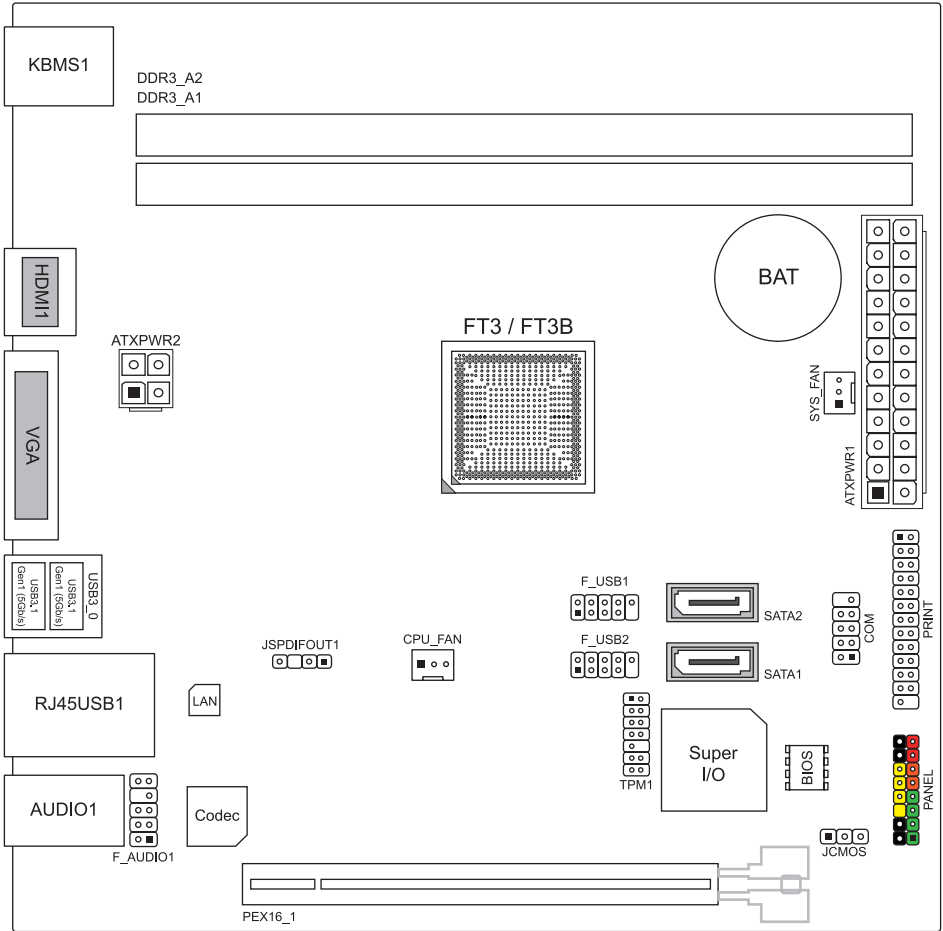 KBMS1
DDR3_A2
DDR3_A1
HDMI1
BAT
ATXPWR2
FT3 / FT3B
SYS_FAN
VGA
ATXPWR1
USB3_0
USB3.1
Gen1 (5Gb/s)
USB3.1
Gen1 (5Gb/s)
F_USB1
SATA2
COM
PRINT
JSPDIFOUT1
CPU_FAN
F_USB2
SATA1
RJ45USB1
LAN
Super
I/O
BIOS
TPM1
PANEL
AUDIO1
Codec
F_AUDIO1
JCMOS
PEX16_1